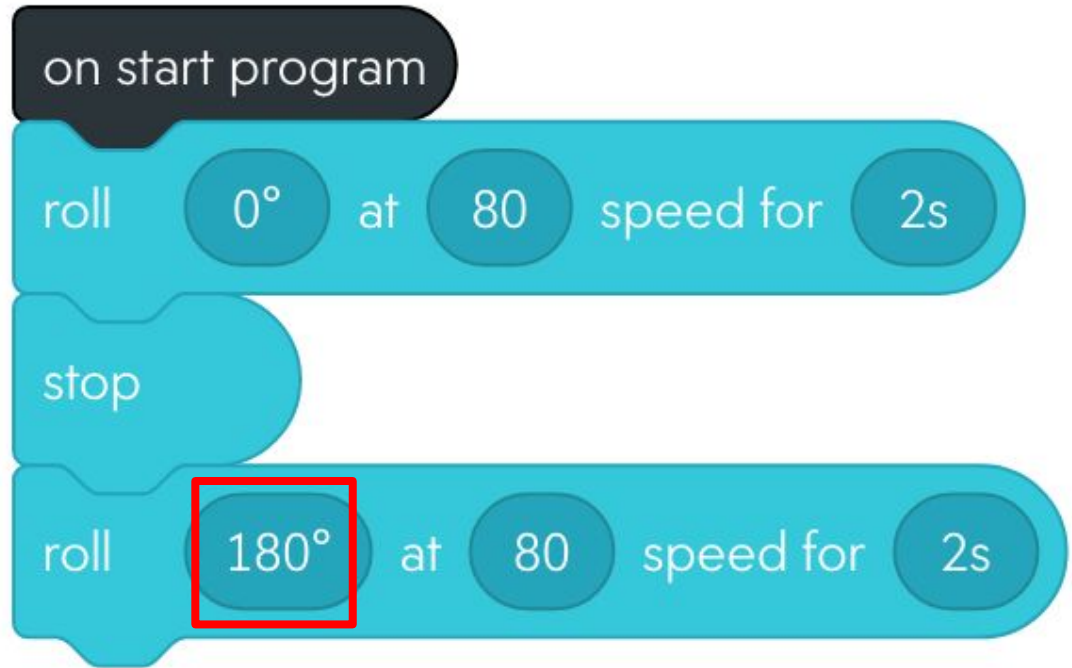 on start program
roll 0° at 80 speed for 2s
stop
roll 180° at 80 speed for 2s